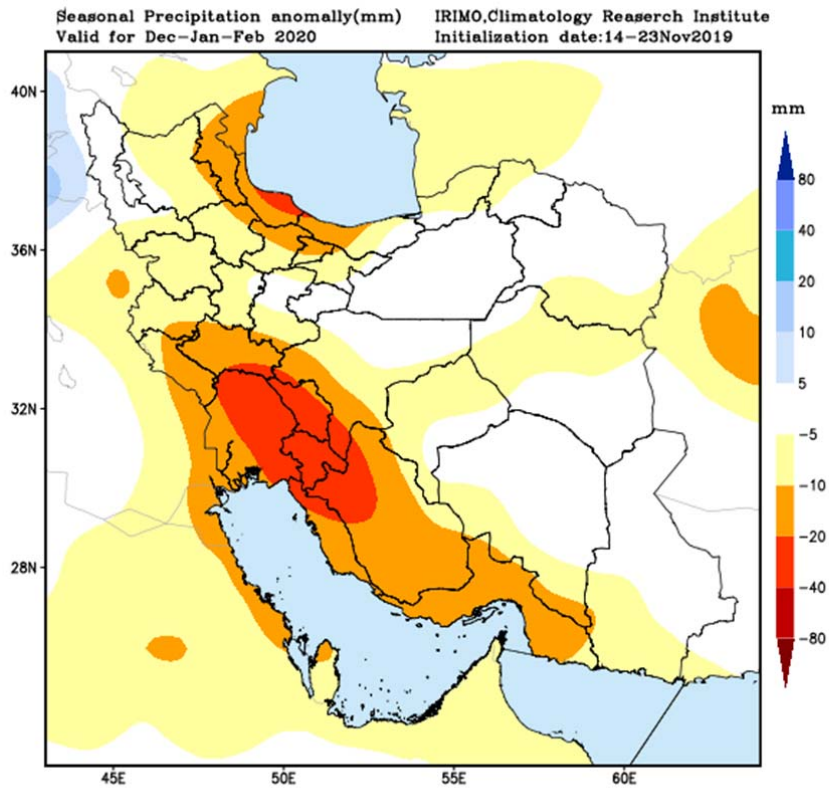 Seasonal Precipitation anomally(mm) IRIMO,Climatology Reaserch Institute
Valid for Dec-Jan-Feb 2020 Initialization date:14-23Nov2019
40N
36N
32N
28N
45E 50E 55E 60E
mm
80
40
20
10
5
-5
-10
-20
-40
-80